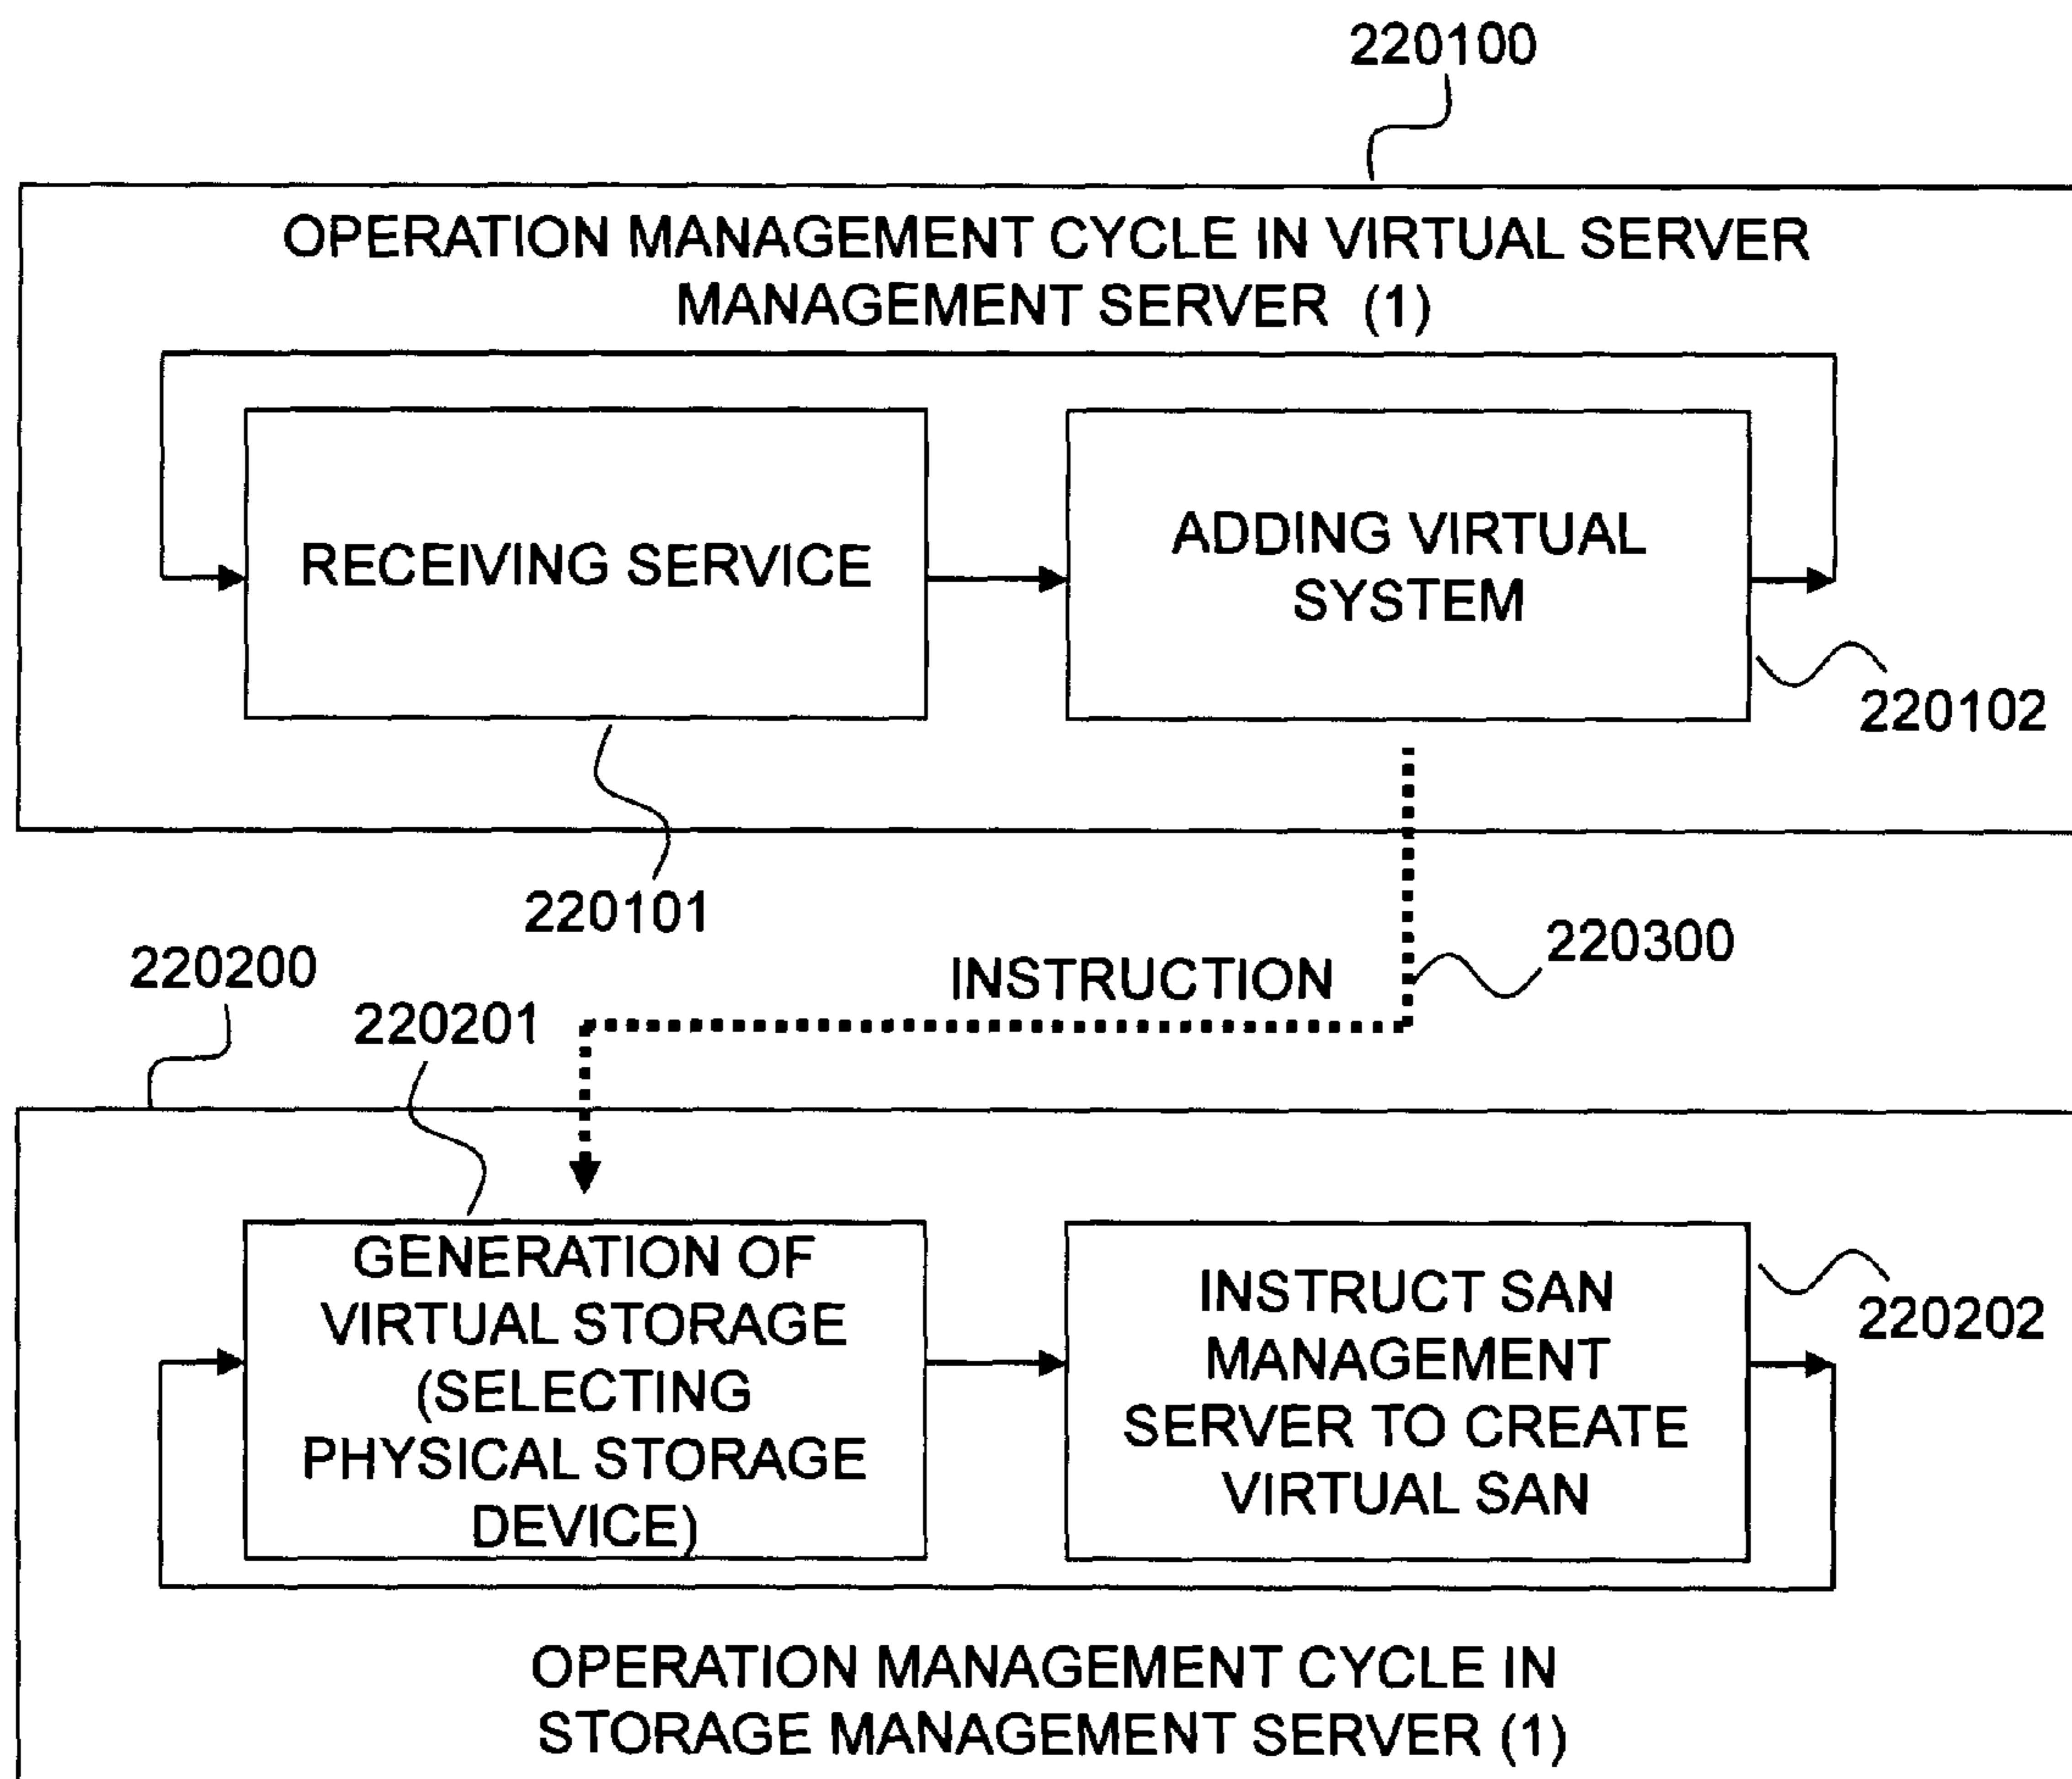 220100
OPERATION MANAGEMENT CYCLE IN VIRTUAL SERVER
MANAGEMENT SERVER (1)
RECEIVING SERVICE
ADDING VIRTUAL
SYSTEM
220102
220101
220300
INSTRUCTION
220200
220201
GENERATION OF
VIRTUAL STORAGE
(SELECTING
PHYSICAL STORAGE
DEVICE)
INSTRUCT SAN
MANAGEMENT
SERVER TO CREATE
VIRTUAL SAN
220202
OPERATION MANAGEMENT CYCLE IN
STORAGE MANAGEMENT SERVER (1)